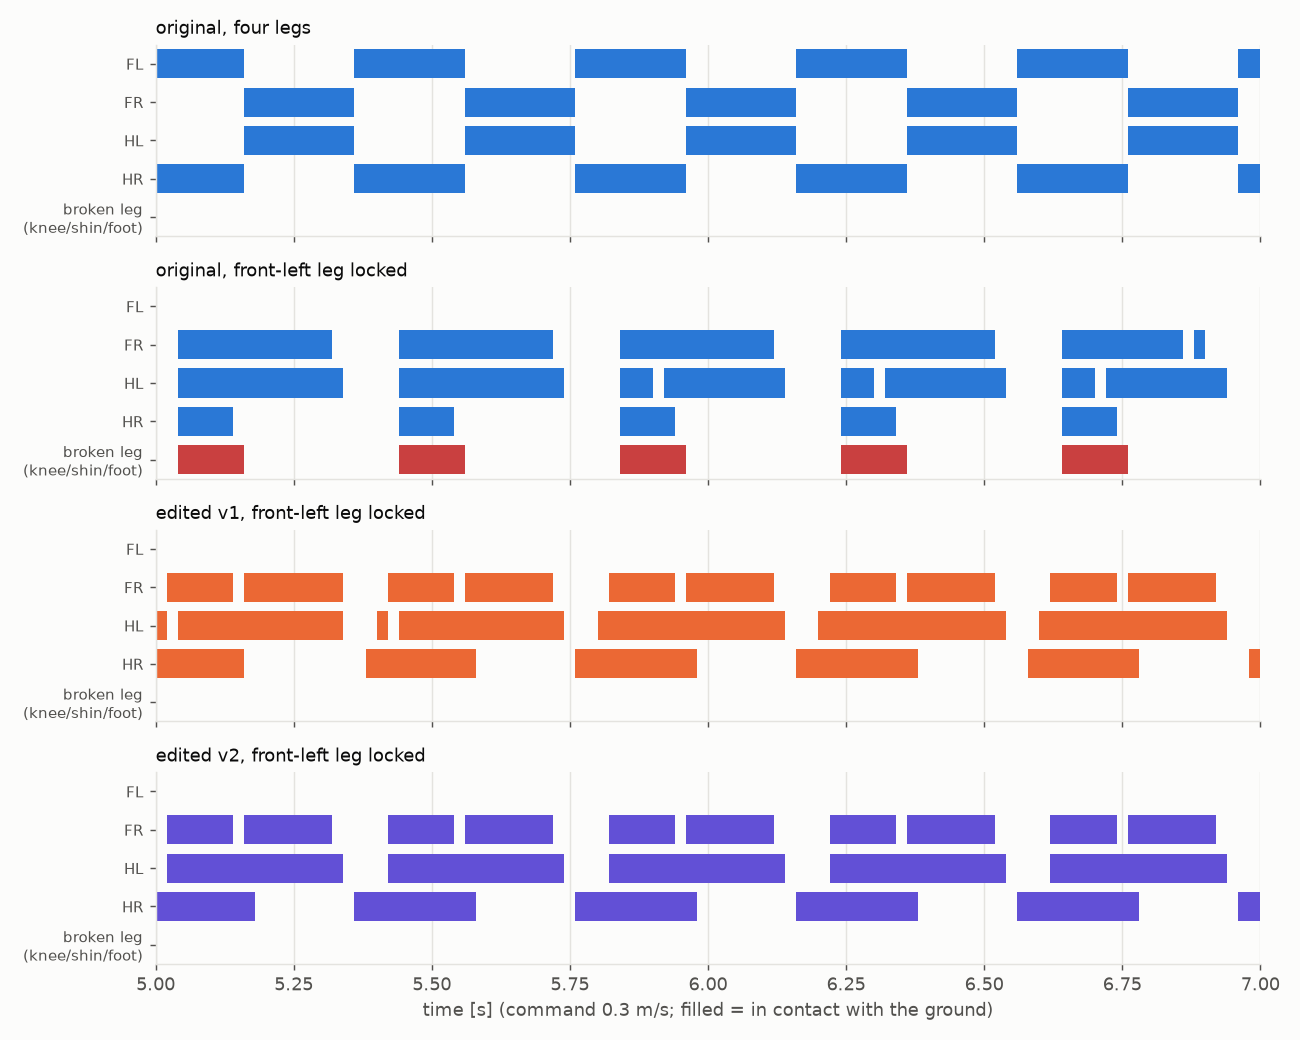 original, four legs
FL
FR
HL
HR
broken leg
(knee/shin/foot)
original, front-left leg locked
FL
FR
HL
HR
broken leg
(knee/shin/foot)
edited v1, front-left leg locked
FL
FR
HL
HR
broken leg
(knee/shin/foot)
edited v2, front-left leg locked
FL
FR
HL
HR
broken leg
(knee/shin/foot)
5.00 5.25 5.50 5.75 6.00 6.25 6.50 6.75 7.00
time [s] (command 0.3 m/s; filled = in contact with the ground)